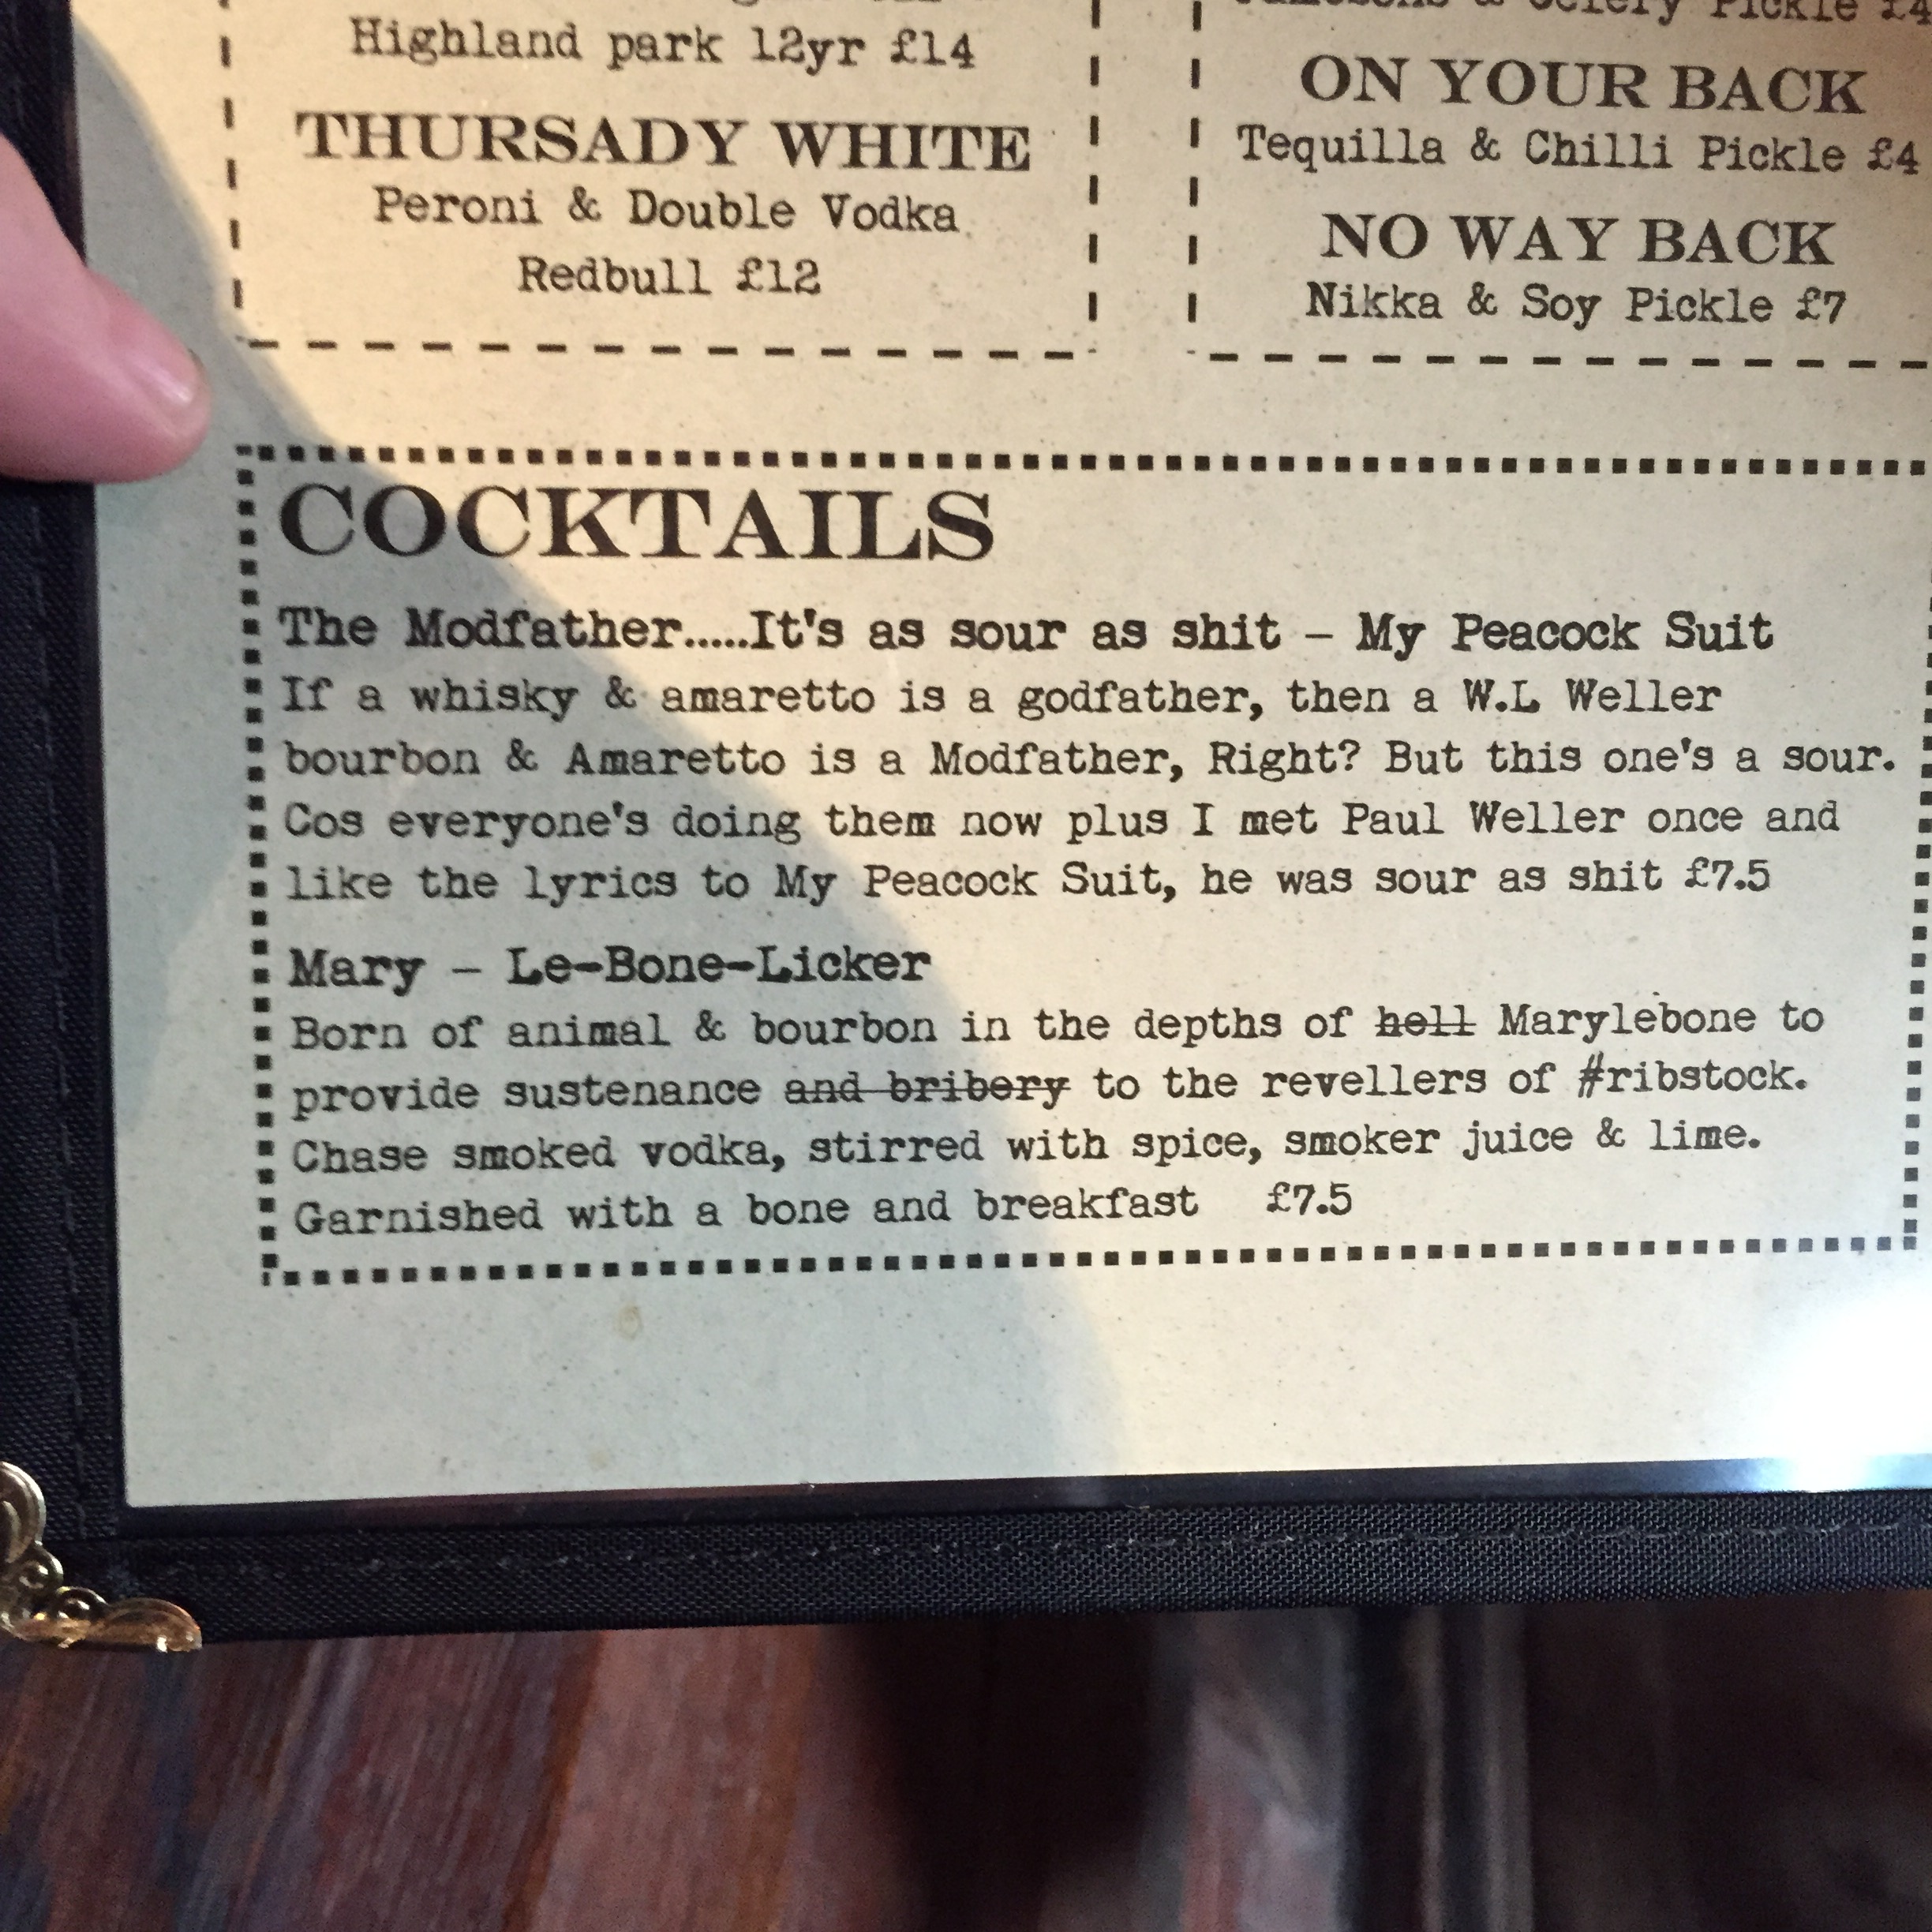 Highland park 12yr £14
THURSADY WHITE
Peroni & Double Vodka
Redbull £12
Pickle £4
ON YOUR BACK
Tequilla & Chilli Pickle £4
NO WAY BACK
Nikka & Soy Pickle £7
COCKTAILS
The Modfather.....It's as sour as shit – My Peacock Suit
If a whisky & amaretto is a godfather, then a W.L Weller
bourbon & Amaretto is a Modfather, Right? But this one's a sour.
Cos everyone's doing them now plus I met Paul Weller once and
like the lyrics to My Peacock Suit, he was sour as shit £7.5
Mary – Le-Bone-Licker
Born of animal & bourbon in the depths of hell Marylebone to
provide sustenance and bribery to the revellers of #ribstock.
Chase smoked vodka, stirred with spice, smoker juice & lime.
Garnished with a bone and breakfast £7.5